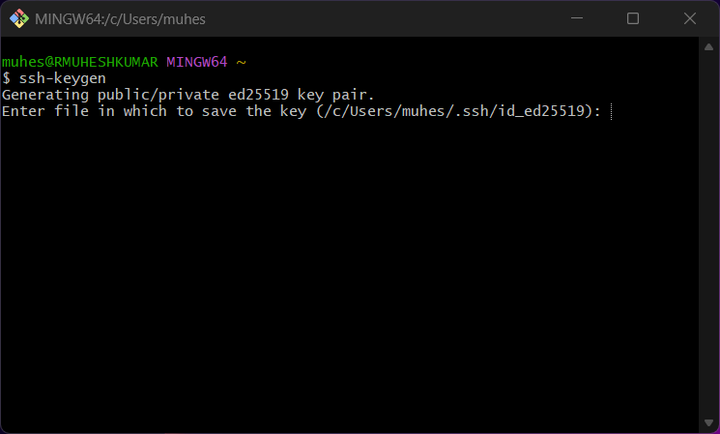 MINGW64:/c/Users/muhes
muhes@RMUHESHKUMAR MINGW64 ~
$ ssh-keygen
Generating public/private ed25519 key pair.
Enter file in which to save the key (/c/Users/muhes/.ssh/id_ed25519):